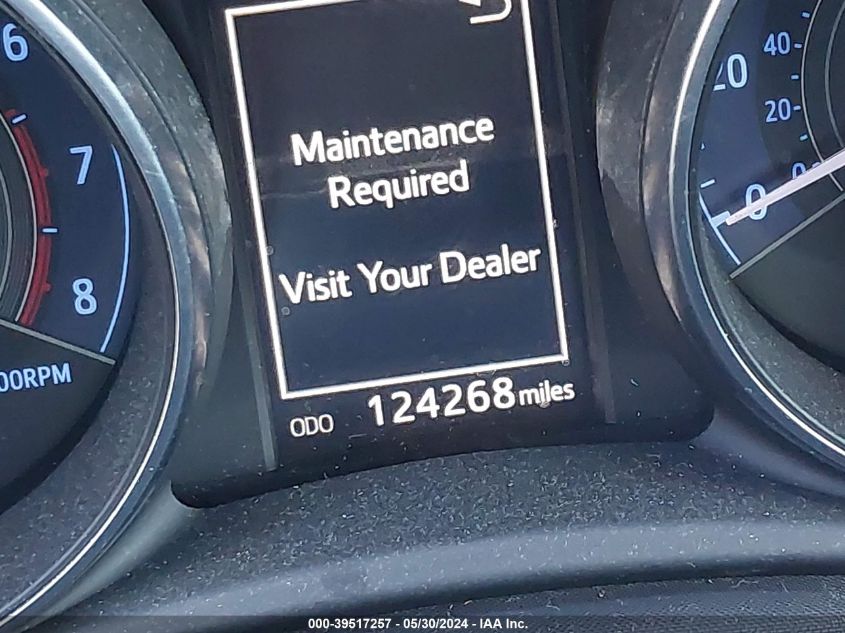 6
7
8
00RPM
Maintenance
Required
Visit Your Dealer
ODO 124268 miles
20
40
20
0
000-39517257 - 05/30/2024 - IAA Inc.